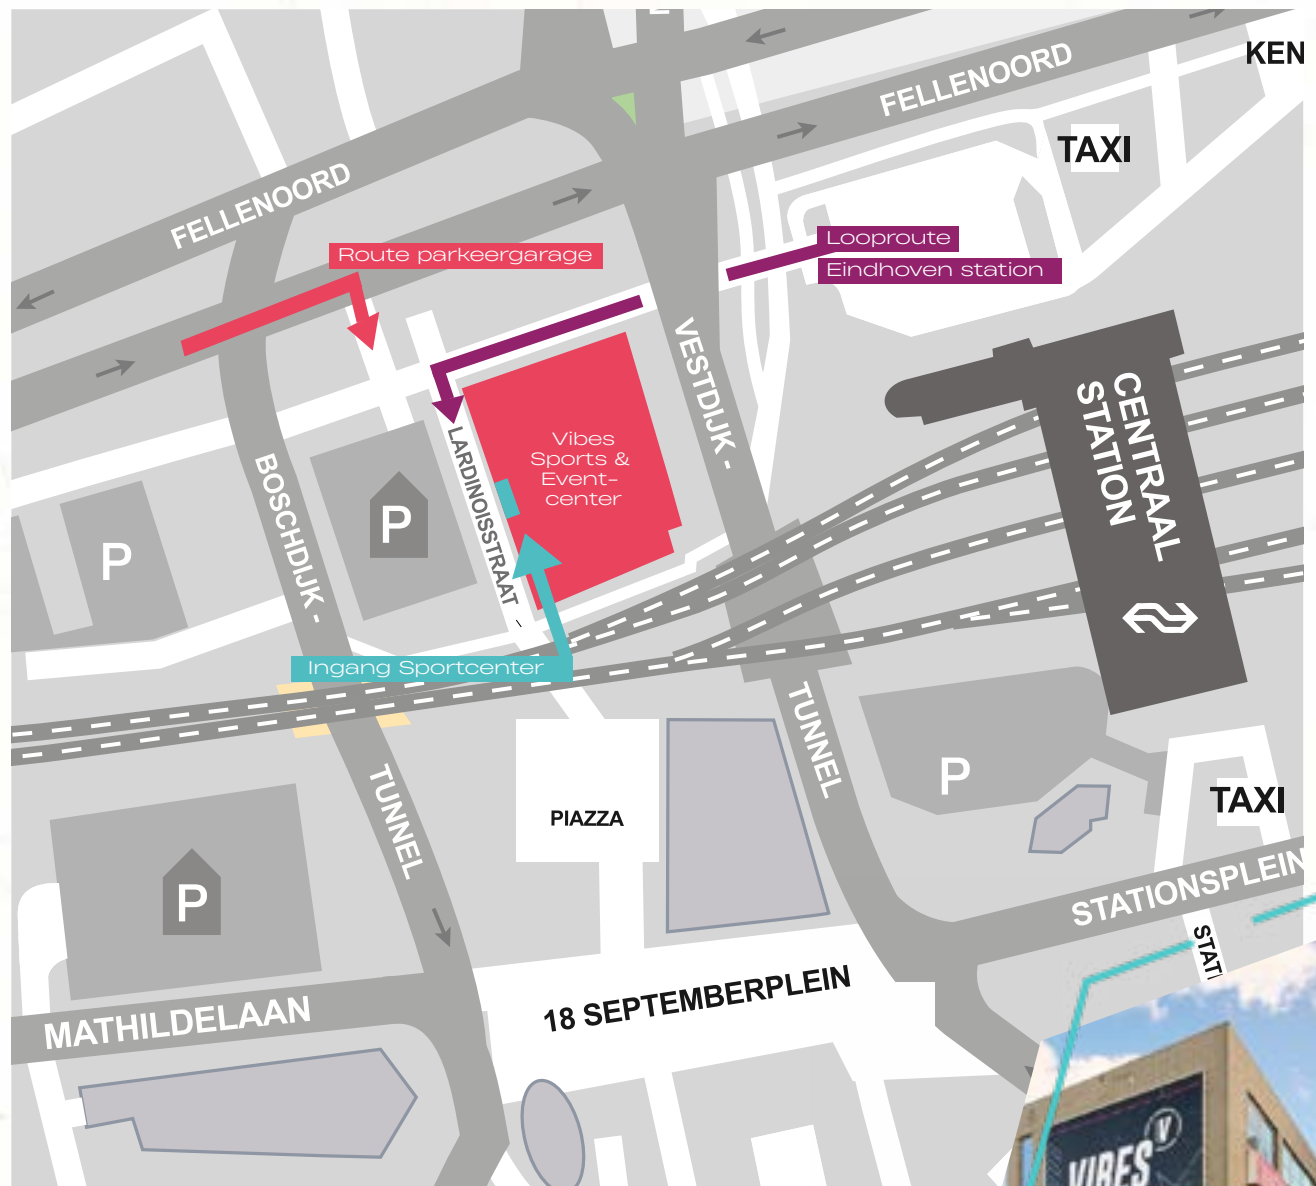 KEN
FELLENOORD
TAXI
FELLENOORD
Looproute
Eindhoven station
Route parkeergarage
VESTDIJK -
CENTRAAL
STATION
Vibes
Sports &
Event-
center
LARDINOISSTRAAT -
BOSCHDIJK -
P
P
Ingang Sportcenter
TUNNEL
TUNNEL
P
PIAZZA
TAXI
P
STATIONSPLEIN
STATI
18 SEPTEMBERPLEIN
MATHILDELAAN
VIBES
V